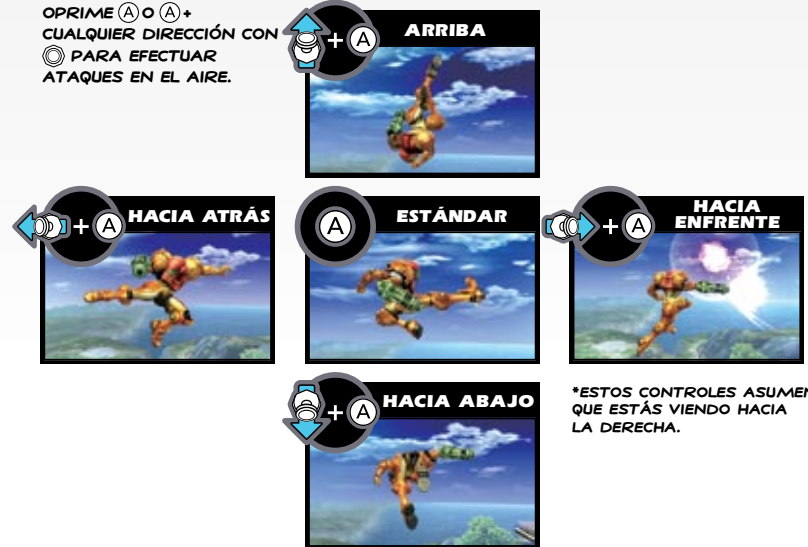 OPRIME A O A +
CUALQUIER DIRECCIÓN CON
PARA EFECTUAR
ATAQUES EN EL AIRE.
+ A ARRIBA
+ A HACIA ATRÁS
A ESTÁNDAR
+ A HACIA
ENFRENTE
+ A HACIA ABAJO
*ESTOS CONTROLES ASUMEN
QUE ESTÁS VIENDO HACIA
LA DERECHA.